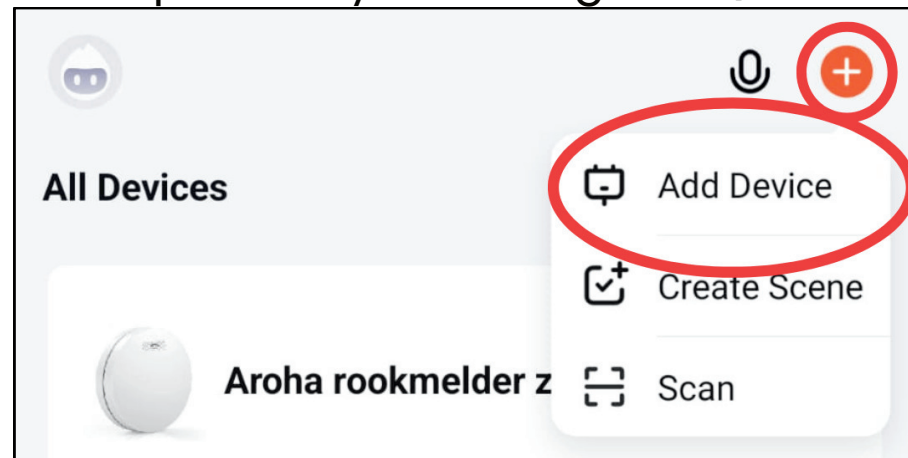 All Devices
Add Device
Create Scene
Aroha rookmelder z
Scan